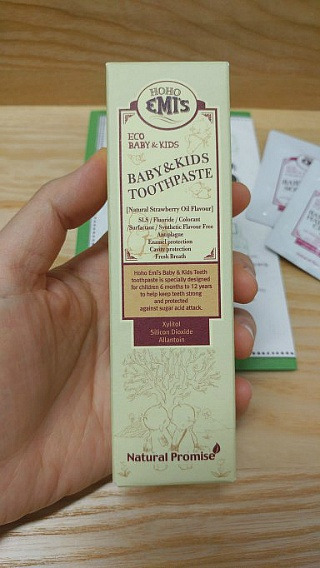 HOHO
EMI's
ECO
BABY & KIDS
BABY & KIDS
TOOTHPASTE
[Natural Strawberry Oil Flavour]
SLS / Fluoride / Colorant
/Surfactant / Synthetic Flavour Free
Antiplague
Enamel protection
Cavity protection
Fresh Breath
Hoho Emi's Baby & Kids Teeth
toothpaste is specially designed
for children 6 months to 12 years
to help keep teeth strong
and protected
against sugar acid attack.
Xylitol
Silicon Dioxide
Allantoin
Natural Promise